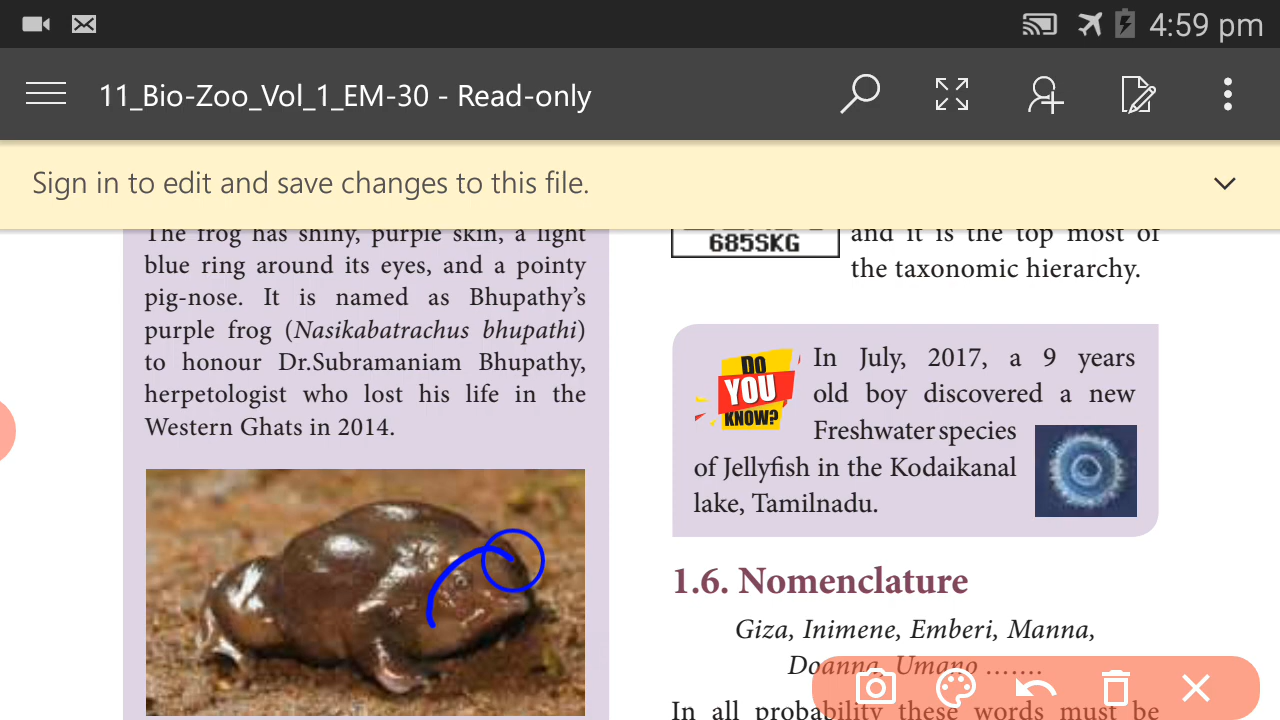 4:59 pm
11_Bio-Zoo_Vol_1_EM-30 - Read-only
Sign in to edit and save changes to this file.
The frog has shiny, purple skin, a light
blue ring around its eyes, and a pointy
pig-nose. It is named as Bhupathy’s
purple frog (Nasikabatrachus bhupathi)
to honour Dr.Subramaniam Bhupathy,
herpetologist who lost his life in the
Western Ghats in 2014.
685SKG
and it is the top most of
the taxonomic hierarchy.
DO
YOU
KNOW?
In July, 2017, a 9 years
old boy discovered a new
Freshwater species
of Jellyfish in the Kodaikanal
lake, Tamilnadu.
1.6. Nomenclature
Giza, Inimene, Emberi, Manna,
Doanna, Umano .......
In all probability these words must be